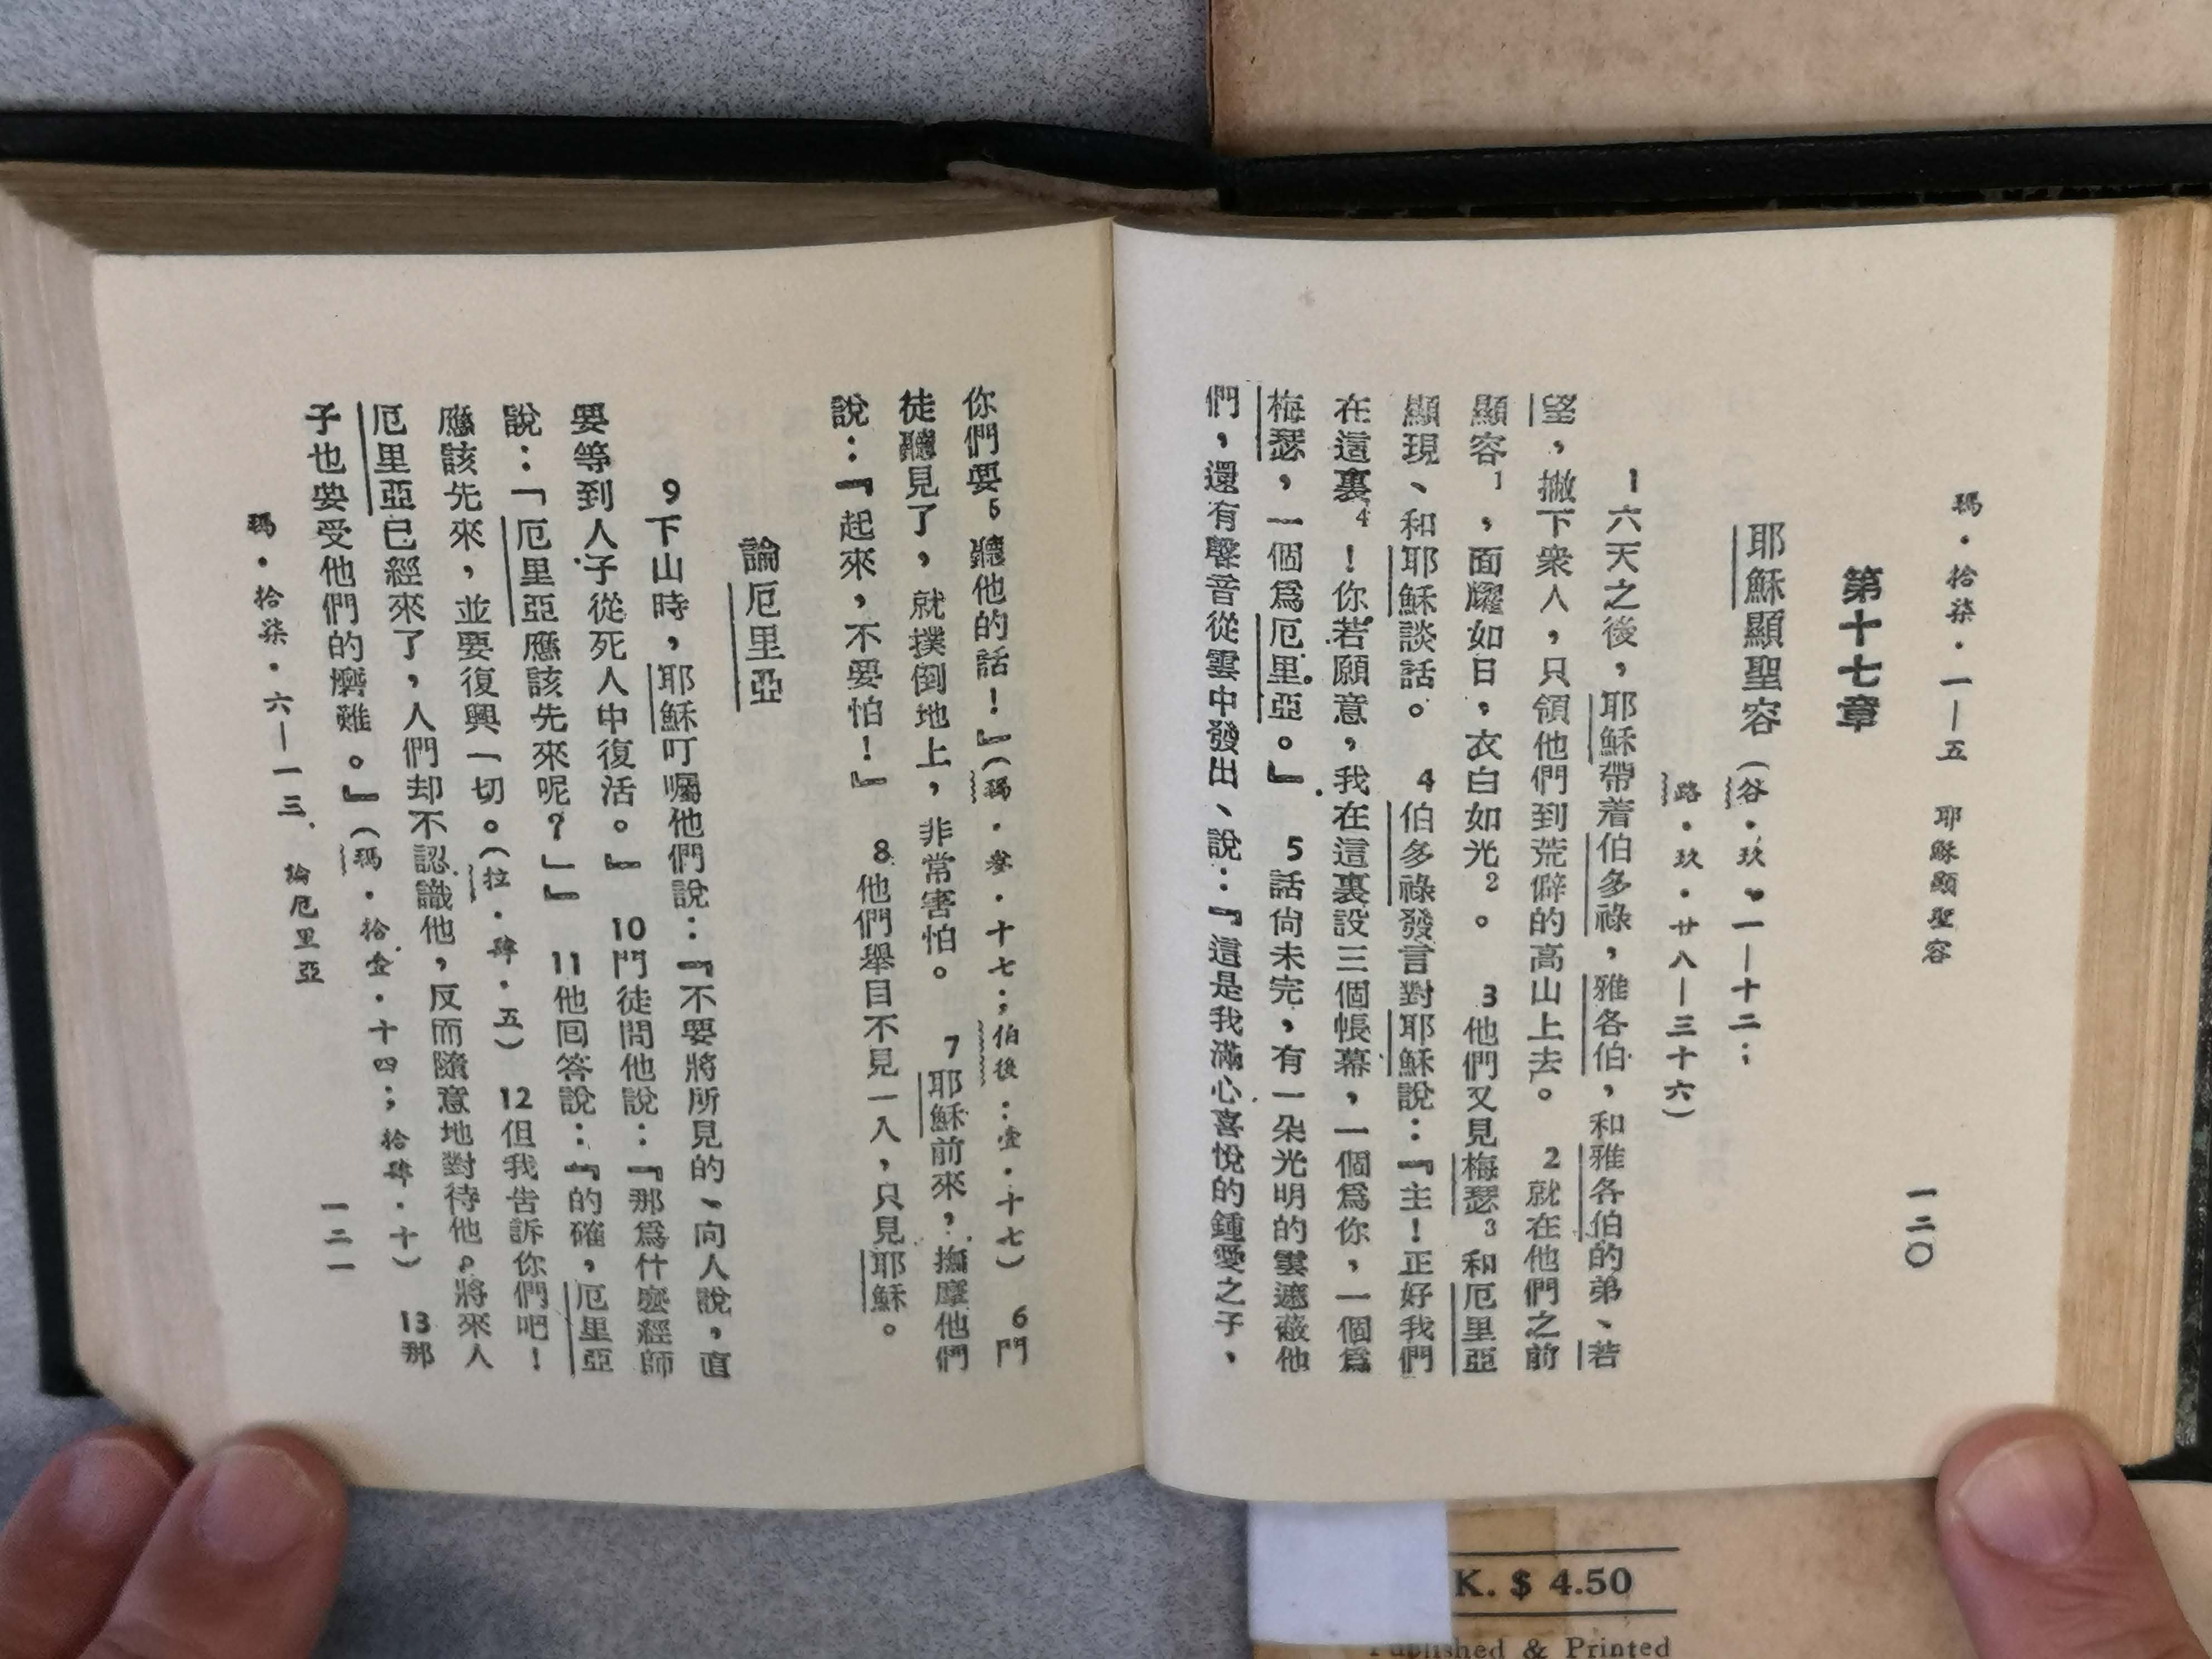 瑪．拾柒．一—五　耶穌顯聖容　一二〇
第十七章
耶穌顯聖容（谷．玖．一—十二；
路．玖．廿八—三十六）
1六天之後，耶穌帶着伯多祿，雅各伯，和雅各伯的弟、若
望，撇下衆人，只領他們到荒僻的高山上去。　2就在他們之前
顯容1，面耀如日，衣白如光2。　3他們又見梅瑟3和厄里亞
顯現、和耶穌談話。　4伯多祿發言對耶穌說：『主！正好我們
在這裏4！你若願意，我在這裏設三個帳幕，一個爲你，一個爲
梅瑟，一個爲厄里亞。』　5話尙未完，有一朵光明的雲遮蔽他
們，還有聲音從雲中發出、說：『這是我滿心喜悅的鍾愛之子，
你們要5聽他的話！』（瑪．叁．十七；伯後：壹．十七）　6門
徒聽見了，就撲倒地上，非常害怕。　7耶穌前來，撫摩他們
說：『起來，不要怕！』　8他們舉目不見一人，只見耶穌。
論厄里亞
9下山時，耶穌叮囑他們說：『不要將所見的、向人說，直
要等到人子從死人中復活。』　10門徒問他說：『那爲什麽經師
說：「厄里亞應該先來呢？」』　11他回答說：『的確，厄里亞
應該先來，並要復興一切。（拉．肆．五）　12但我告訴你們吧！
厄里亞已經來了，人們却不認識他，反而隨意地對待他。將來人
子也要受他們的磨難。』（瑪．拾壹．十四；拾肆．十）　13那
瑪．拾柒．六—一三　論厄里亞　一二一
K. $ 4.50
Published & Printed